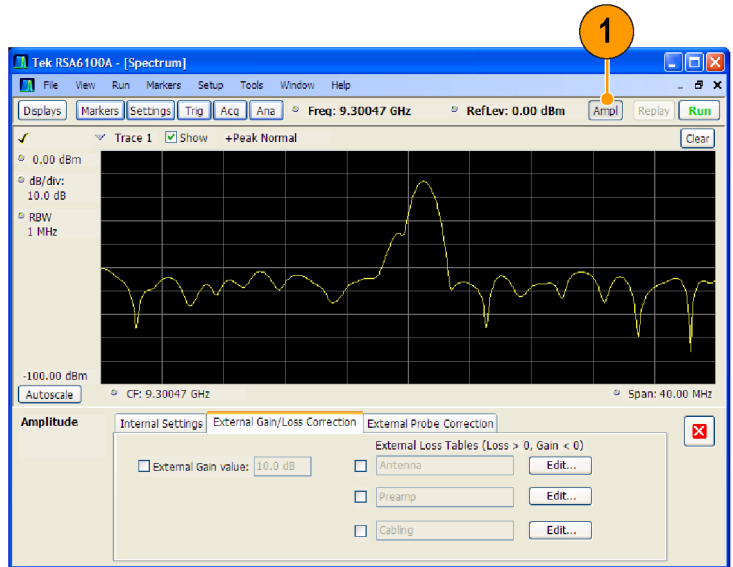 1
Tek RSA6100A - [Spectrum]
File View Run Markers Setup Tools Window Help
Displays Markers Settings Trig Acq Ana Freq: 9.30047 GHz RefLev: 0.00 dBm Ampl Replay Run
Trace 1 Show +Peak Normal Clear
0.00 dBm
dB/div:
10.0 dB
RBW
1 MHz
-100.00 dBm
Autoscale CF: 9.30047 GHz Span: 40.00 MHz
Amplitude Internal Settings External Gain/Loss Correction External Probe Correction
External Loss Tables (Loss > 0, Gain < 0)
External Gain value: 10.0 dB Antenna Edit...
Preamp Edit...
Cabling Edit...